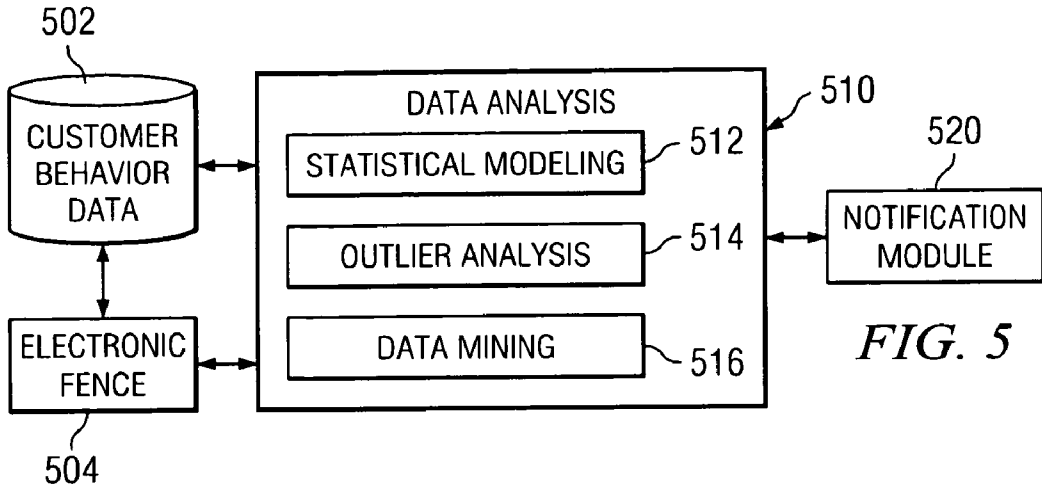 502
CUSTOMER
BEHAVIOR
DATA
ELECTRONIC
FENCE
504
DATA ANALYSIS
510
STATISTICAL MODELING
512
OUTLIER ANALYSIS
514
DATA MINING
516
520
NOTIFICATION
MODULE
FIG. 5